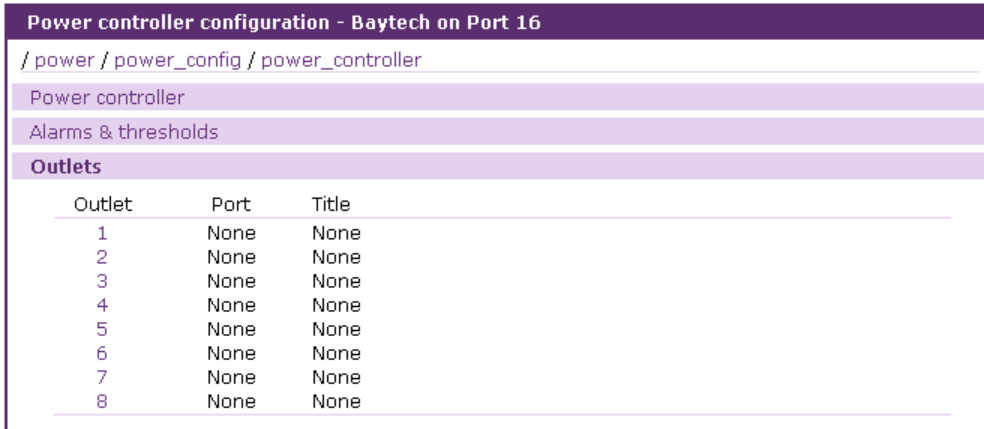 Power controller configuration - Baytech on Port 16
/ power / power_config / power_controller
Power controller
Alarms & thresholds
Outlets
Outlet Port Title
1 None None
2 None None
3 None None
4 None None
5 None None
6 None None
7 None None
8 None None